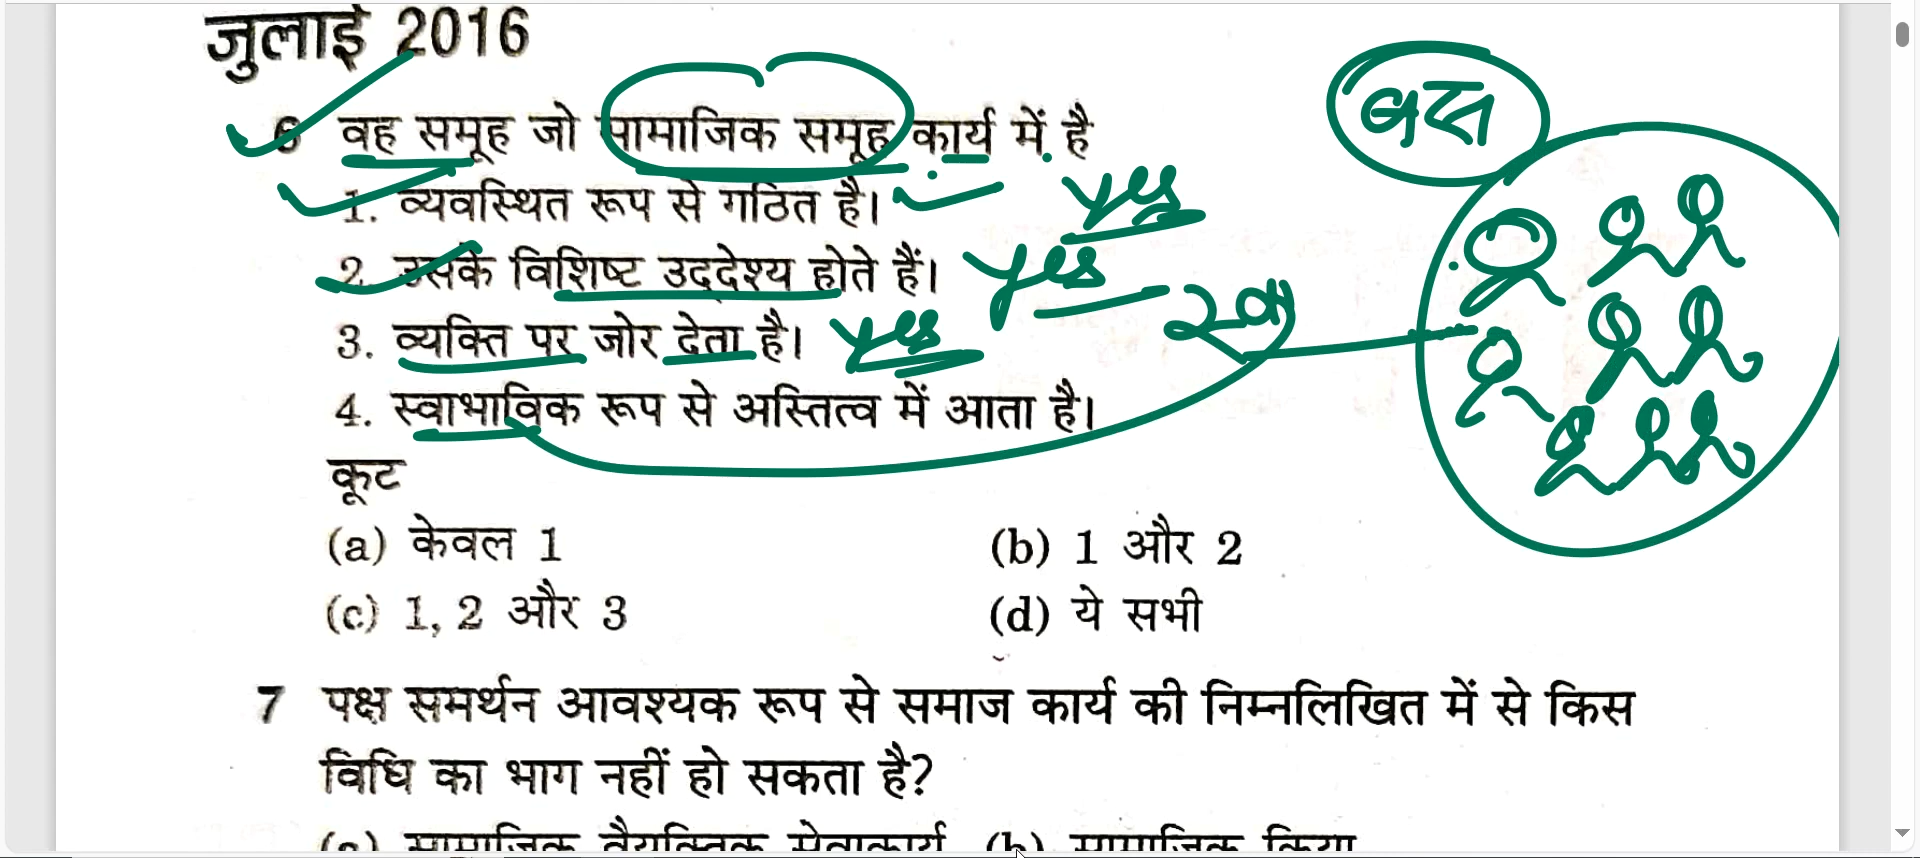 जुलाई 2016
6 वह समूह जो सामाजिक समूह कार्य में है
1. व्यवस्थित रूप से गठित है।
yes
2. उसके विशिष्ट उद्देश्य होते हैं।
yes
3. व्यक्ति पर जोर देता है।
yes
4. स्वाभाविक रूप से अस्तित्व में आता है।
कूट
(a) केवल 1
(b) 1 और 2
(c) 1, 2 और 3
(d) ये सभी
7 पक्ष समर्थन आवश्यक रूप से समाज कार्य की निम्नलिखित में से किस
विधि का भाग नहीं हो सकता है?
(a) सामाजिक वैयक्तिक सेवाकार्य (b) सामाजिक क्रिया